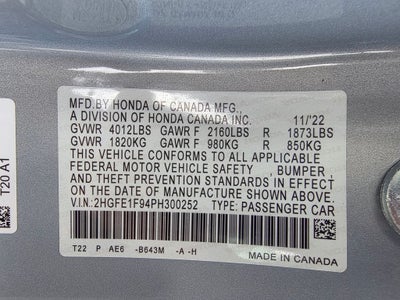 MFD.BY HONDA OF CANADA MFG.,
A DIVISION OF HONDA CANADA INC. 11/'22
GVWR 4012LBS GAWR F 2160LBS R 1873LBS
GVWR 1820KG GAWR F 980KG R 850KG
THIS VEHICLE CONFORMS TO ALL APPLICABLE
FEDERAL MOTOR VEHICLE SAFETY , BUMPER ,
AND THEFT PREVENTION STANDARDS IN EFFECT
ON THE DATE OF MANUFACTURE SHOWN ABOVE.
V.I.N.:2HGFE1F94PH300252 TYPE:PASSENGER CAR
T22 P AE6 -B643M -A -H
MADE IN CANADA
T20 A1